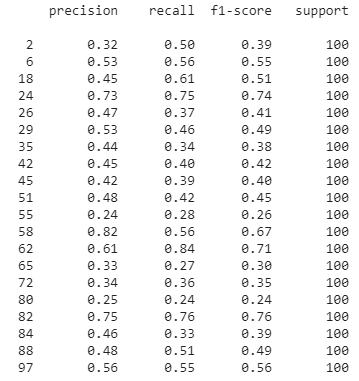 precision recall f1-score support
2 0.32 0.50 0.39 100
6 0.53 0.56 0.55 100
18 0.45 0.61 0.51 100
24 0.73 0.75 0.74 100
26 0.47 0.37 0.41 100
29 0.53 0.46 0.49 100
35 0.44 0.34 0.38 100
42 0.45 0.40 0.42 100
45 0.42 0.39 0.40 100
51 0.48 0.42 0.45 100
55 0.24 0.28 0.26 100
58 0.82 0.56 0.67 100
62 0.61 0.84 0.71 100
65 0.33 0.27 0.30 100
72 0.34 0.36 0.35 100
80 0.25 0.24 0.24 100
82 0.75 0.76 0.76 100
84 0.46 0.33 0.39 100
88 0.48 0.51 0.49 100
97 0.56 0.55 0.56 100